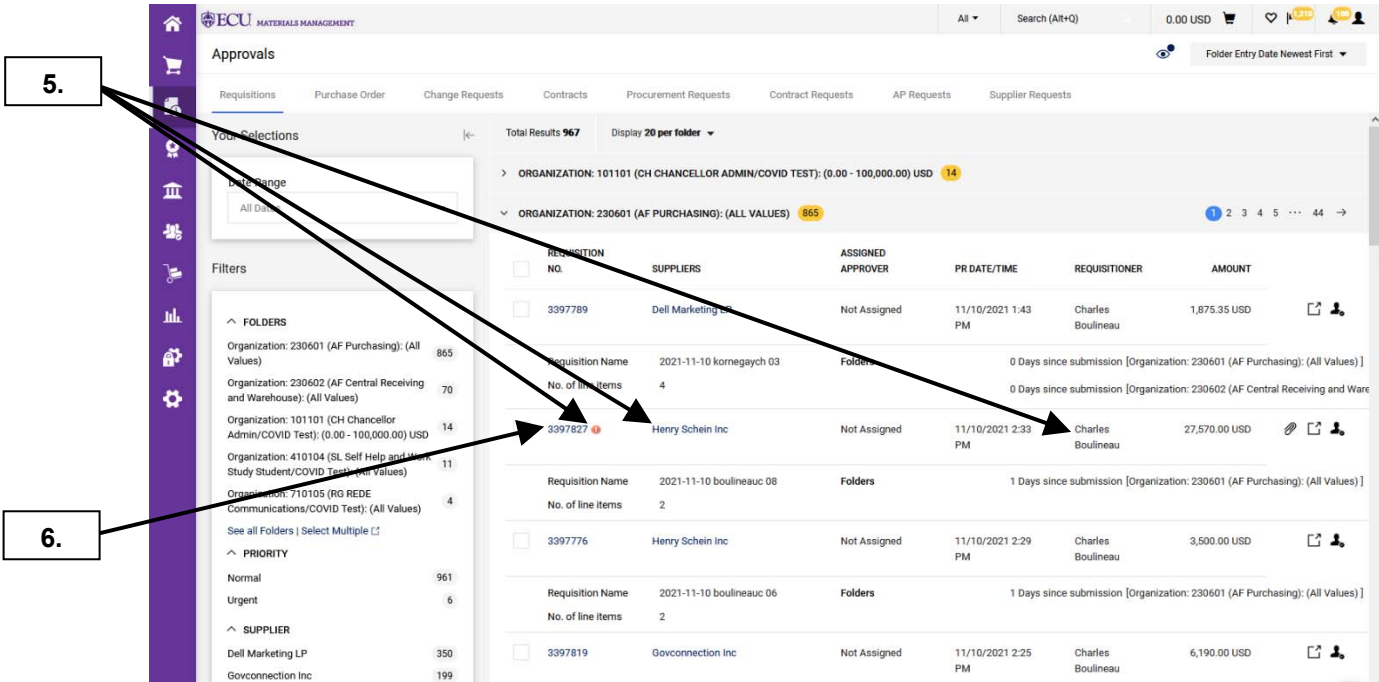 ECU MATERIALS MANAGEMENT
All
Search (Alt+Q)
0.00 USD
1,210
100
Approvals
Folder Entry Date Newest First
5.
Requisitions
Purchase Order
Change Requests
Contracts
Procurement Requests
Contract Requests
AP Requests
Supplier Requests
Your Selections
Date Range
All Dates
Filters
FOLDERS
Organization: 230601 (AF Purchasing): (All
Values)
865
Organization: 230602 (AF Central Receiving
and Warehouse): (All Values)
70
Organization: 101101 (CH Chancellor
Admin/COVID Test): (0.00 - 100,000.00) USD
14
Organization: 410104 (SL Self Help and Work
Study Student/COVID Test): (All Values)
11
Organization: 710105 (RG REDE
Communications/COVID Test): (All Values)
4
See all Folders | Select Multiple
6.
PRIORITY
Normal 961
Urgent 6
SUPPLIER
Dell Marketing LP 350
Govconnection Inc 199
Total Results 967
Display 20 per folder
ORGANIZATION: 101101 (CH CHANCELLOR ADMIN/COVID TEST): (0.00 - 100,000.00) USD 14
ORGANIZATION: 230601 (AF PURCHASING): (ALL VALUES) 865
1 2 3 4 5 ... 44 →
REQUISITION
NO.
SUPPLIERS
ASSIGNED
APPROVER
PR DATE/TIME
REQUISITIONER
AMOUNT
3397789
Dell Marketing LP
Not Assigned
11/10/2021 1:43
PM
Charles
Boulineau
1,875.35 USD
Requisition Name 2021-11-10 kornegaych 03
Folders
0 Days since submission [Organization: 230601 (AF Purchasing): (All Values) ]
No. of line items 4
0 Days since submission [Organization: 230602 (AF Central Receiving and Ware
3397827
Henry Schein Inc
Not Assigned
11/10/2021 2:33
PM
Charles
Boulineau
27,570.00 USD
Requisition Name 2021-11-10 boulineauc 08
Folders
1 Days since submission [Organization: 230601 (AF Purchasing): (All Values) ]
No. of line items 2
3397776
Henry Schein Inc
Not Assigned
11/10/2021 2:29
PM
Charles
Boulineau
3,500.00 USD
Requisition Name 2021-11-10 boulineauc 06
Folders
1 Days since submission [Organization: 230601 (AF Purchasing): (All Values) ]
No. of line items 2
3397819
Govconnection Inc
Not Assigned
11/10/2021 2:25
PM
Charles
Boulineau
6,190.00 USD